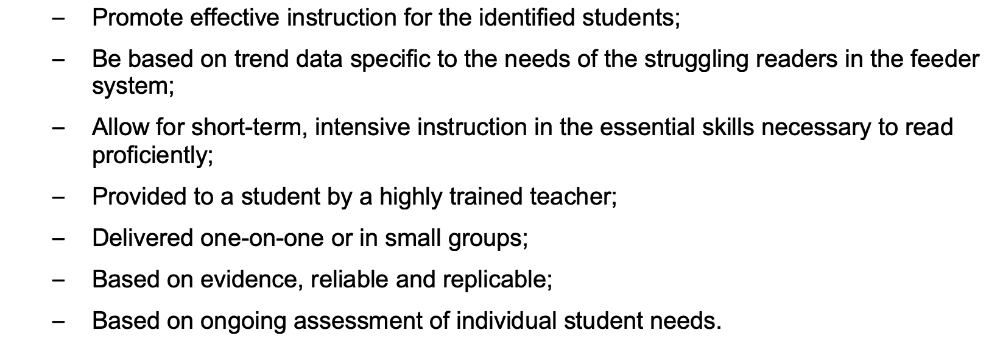 – Promote effective instruction for the identified students;
– Be based on trend data specific to the needs of the struggling readers in the feeder
system;
– Allow for short-term, intensive instruction in the essential skills necessary to read
proficiently;
– Provided to a student by a highly trained teacher;
– Delivered one-on-one or in small groups;
– Based on evidence, reliable and replicable;
– Based on ongoing assessment of individual student needs.